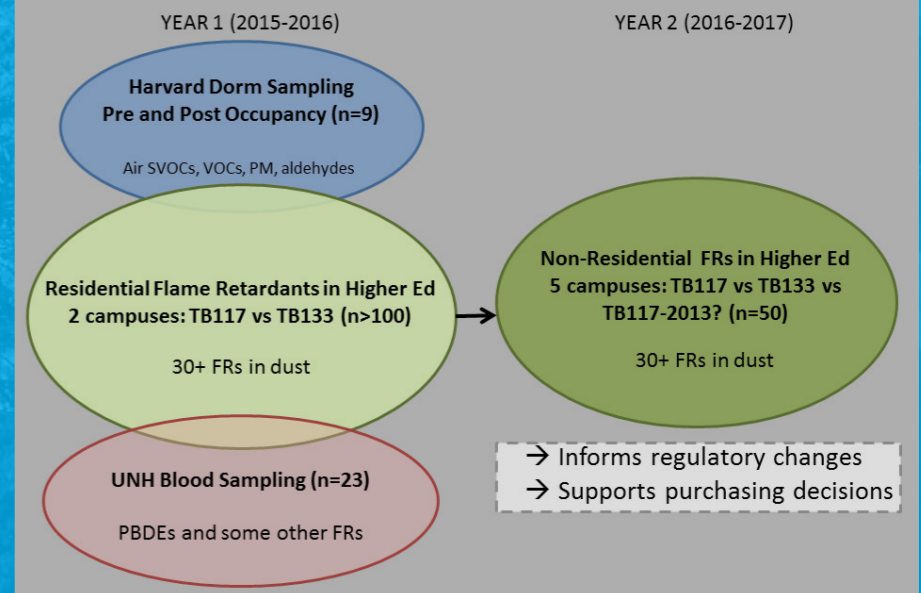 YEAR 1 (2015-2016)
YEAR 2 (2016-2017)
Harvard Dorm Sampling
Pre and Post Occupancy (n=9)
Air SVOCs, VOCs, PM, aldehydes
Residential Flame Retardants in Higher Ed
2 campuses: TB117 vs TB133 (n>100)
30+ FRs in dust
UNH Blood Sampling (n=23)
PBDEs and some other FRs
Non-Residential FRs in Higher Ed
5 campuses: TB117 vs TB133 vs
TB117-2013? (n=50)
30+ FRs in dust
→ Informs regulatory changes
→ Supports purchasing decisions